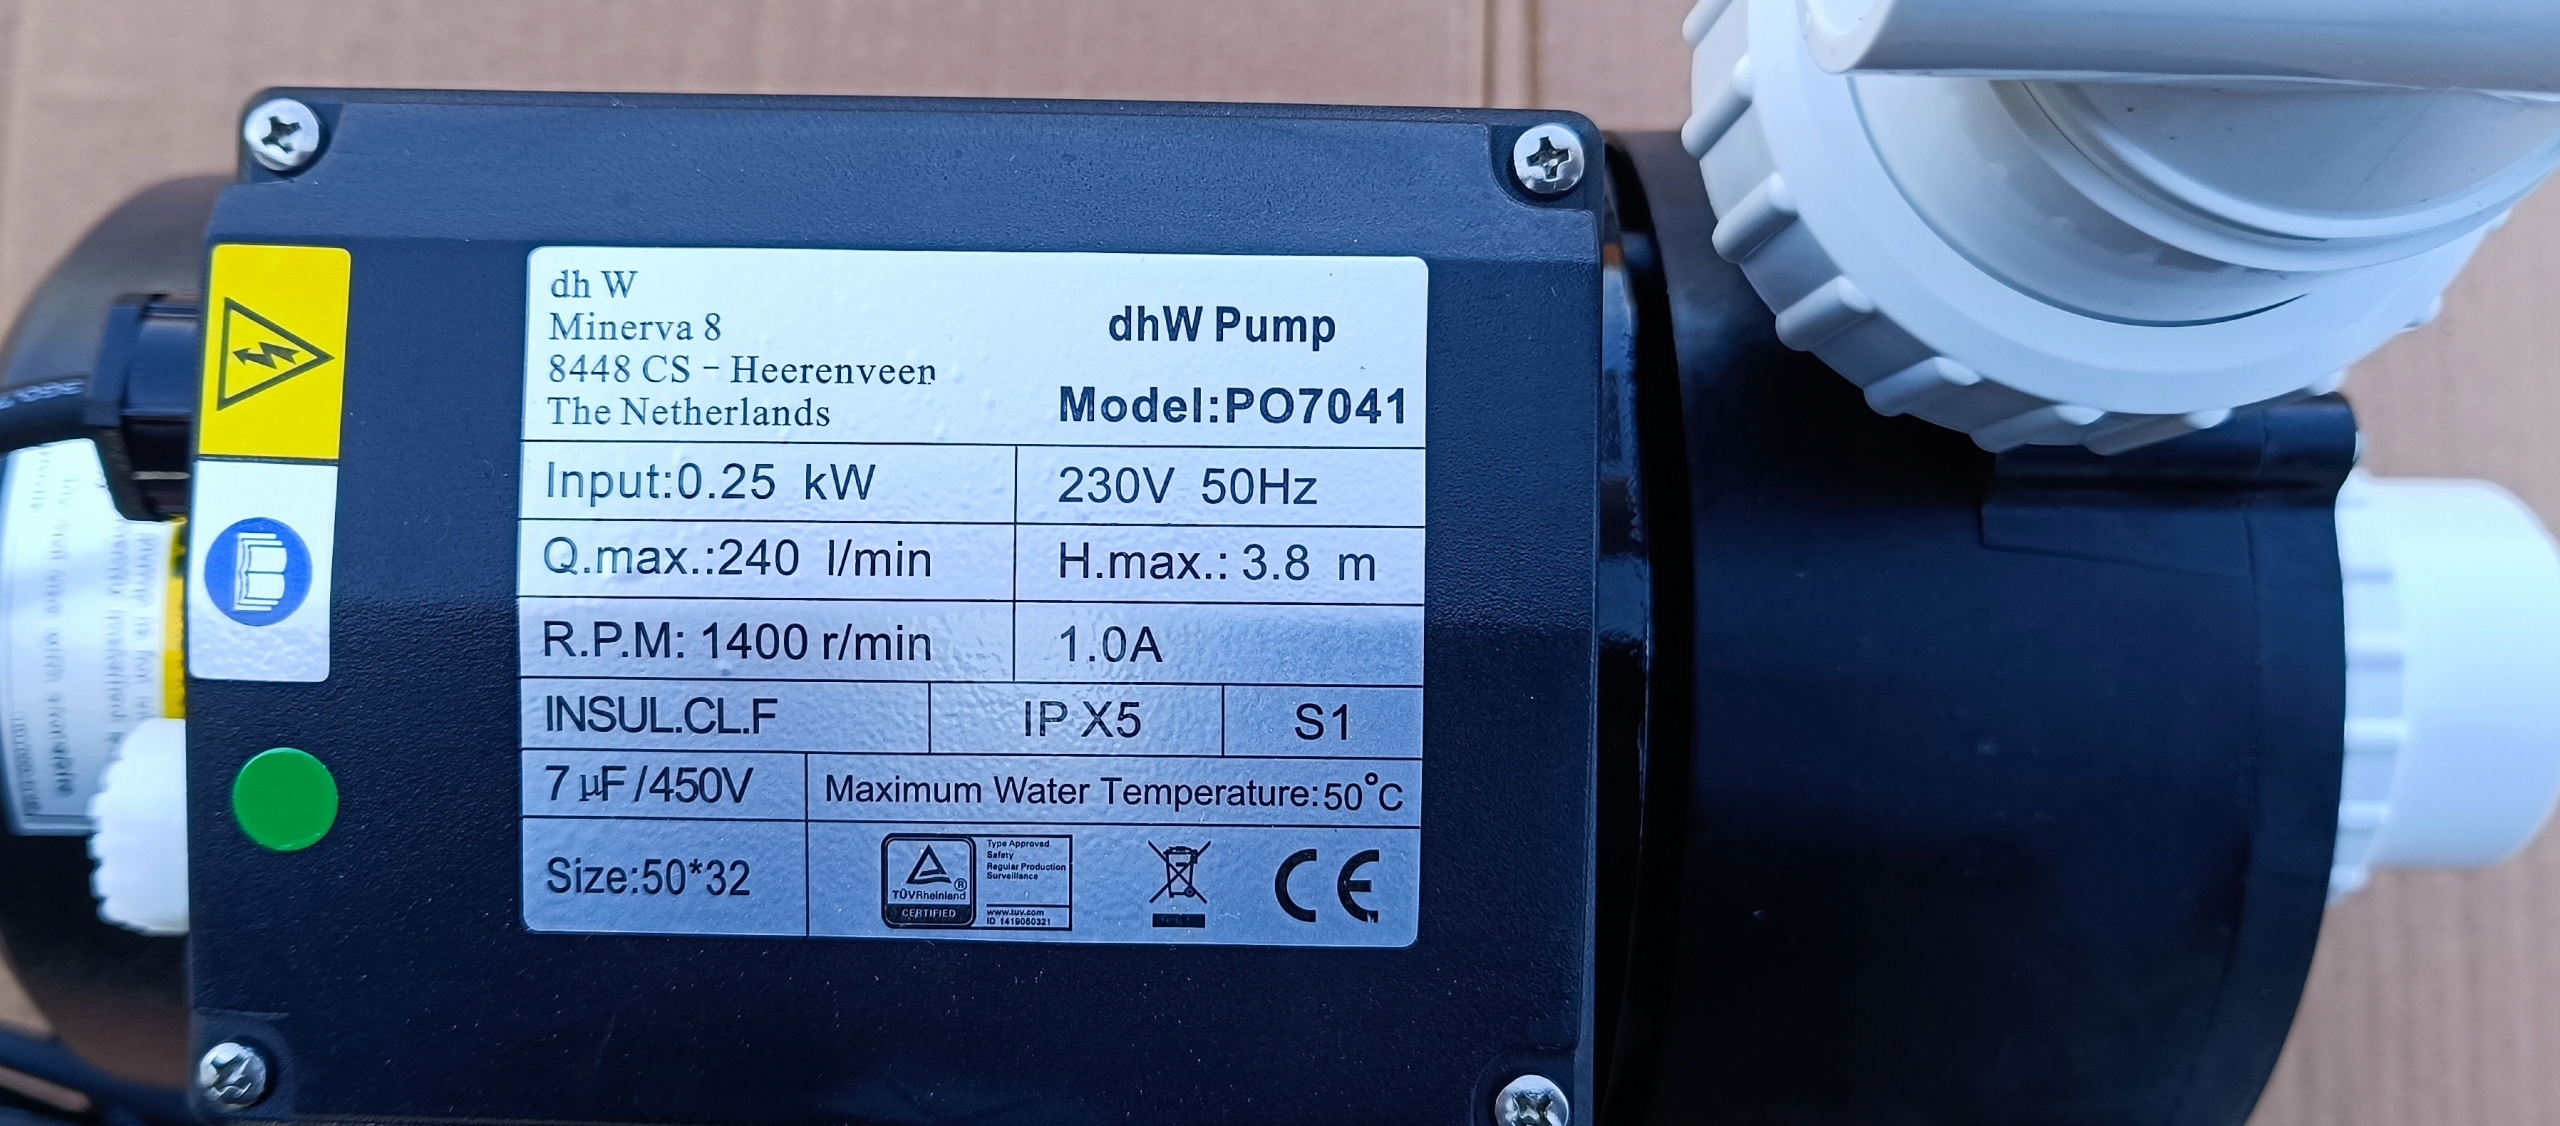 dh W
Minerva 8
8448 CS - Heerenveen
The Netherlands
dhW Pump
Model:PO7041
Input:0.25 kW
230V 50Hz
Q.max.:240 l/min
H.max.: 3.8 m
R.P.M: 1400 r/min
1.0A
INSUL.CL.F
IP X5
S1
7 µF/450V
Maximum Water Temperature:50°C
Size:50*32
TÜVRheinland®
CERTIFIED
Type Approved
Safety
Regular Production
Surveillance
www.tuv.com
ID 1419060321
CE